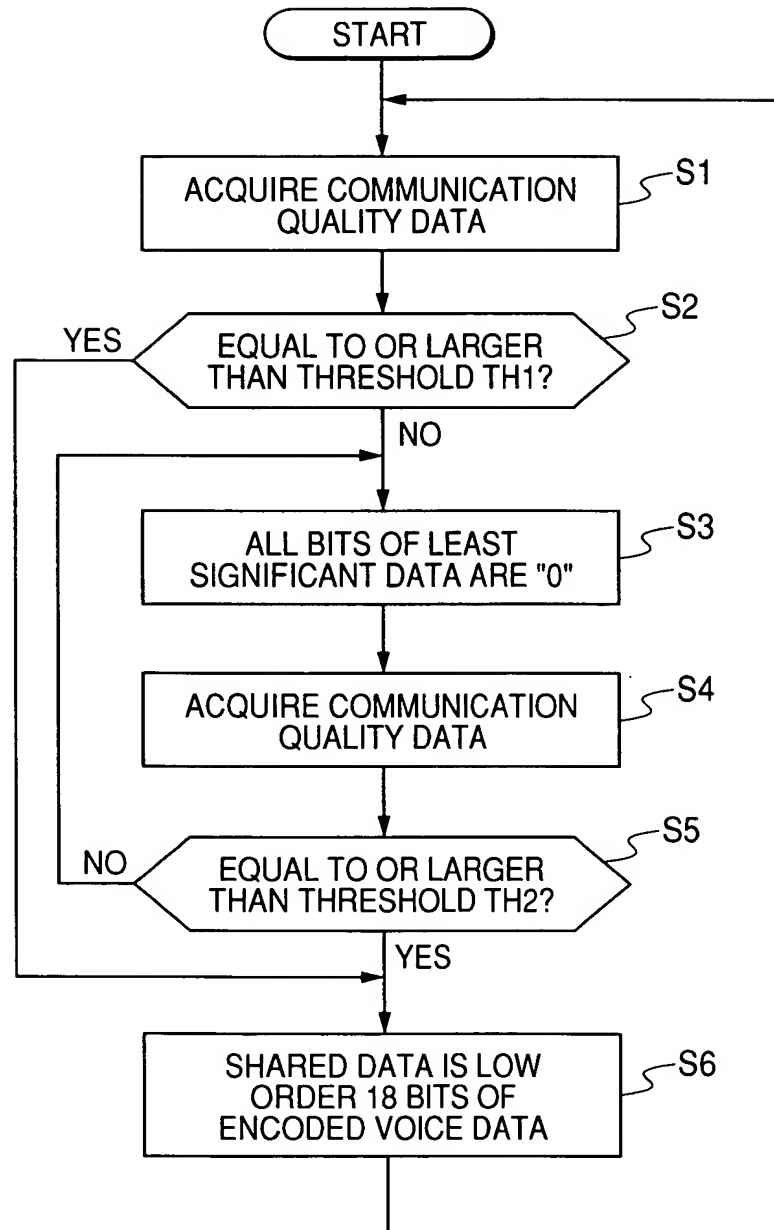 START
ACQUIRE COMMUNICATION
QUALITY DATA
S1
EQUAL TO OR LARGER
THAN THRESHOLD TH1?
S2
YES
NO
ALL BITS OF LEAST
SIGNIFICANT DATA ARE "0"
S3
ACQUIRE COMMUNICATION
QUALITY DATA
S4
EQUAL TO OR LARGER
THAN THRESHOLD TH2?
S5
NO
YES
SHARED DATA IS LOW
ORDER 18 BITS OF
ENCODED VOICE DATA
S6